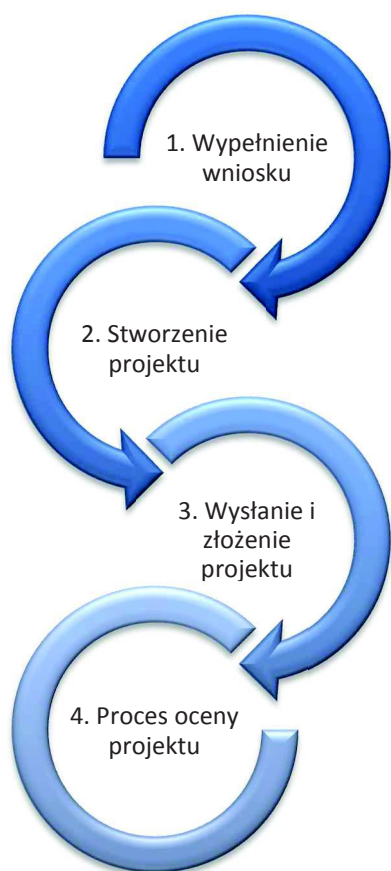 1. Wypełnienie
wniosku
2. Stworzenie
projektu
3. Wysłanie i
złożenie
projektu
4. Proces oceny
projektu